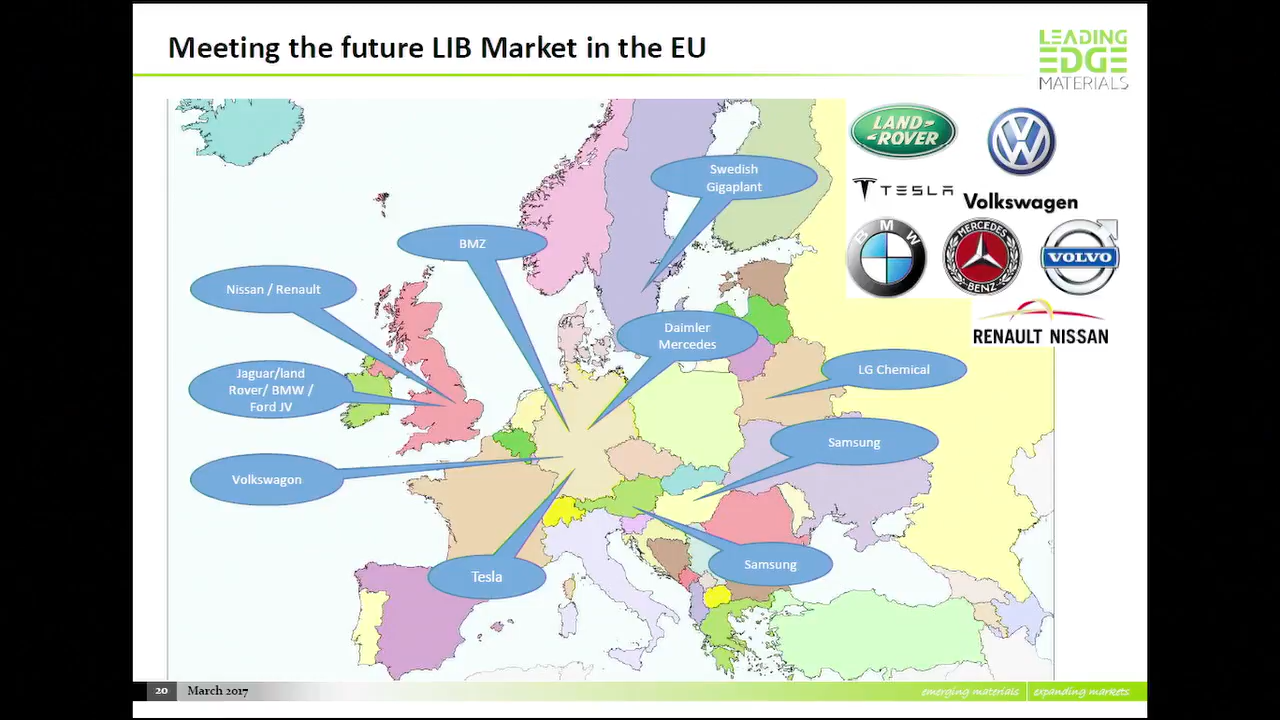 Meeting the future LIB Market in the EU
LEADING
EDGE
MATERIALS
LAND-
ROVER
VW
TESLA
Volkswagen
BMW
MERCEDES
BENZ
VOLVO
RENAULT NISSAN
Swedish
Gigaplant
BMZ
Nissan / Renault
Daimler
Mercedes
Jaguar/land
Rover/ BMW /
Ford JV
LG Chemical
Samsung
Volkswagon
Samsung
Tesla
20
March 2017
emerging materials
expanding markets